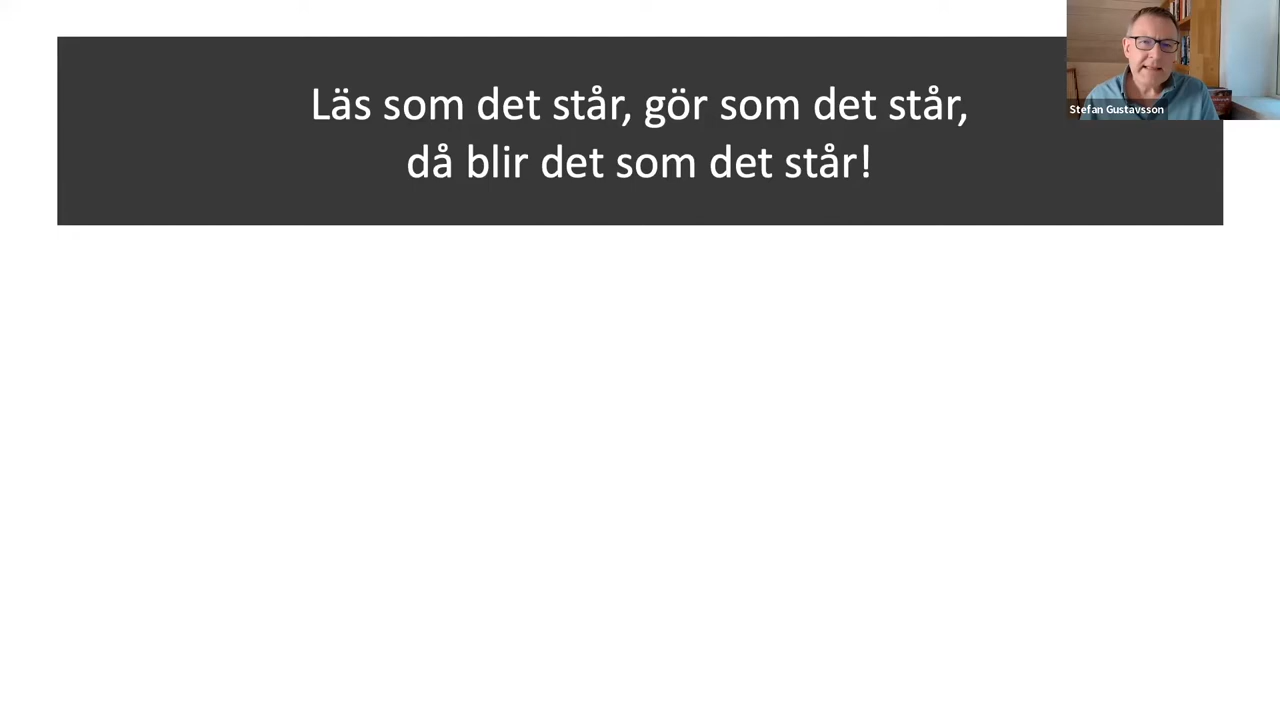 Läs som det står, gör som det står,
då blir det som det står!
Stefan Gustavsson